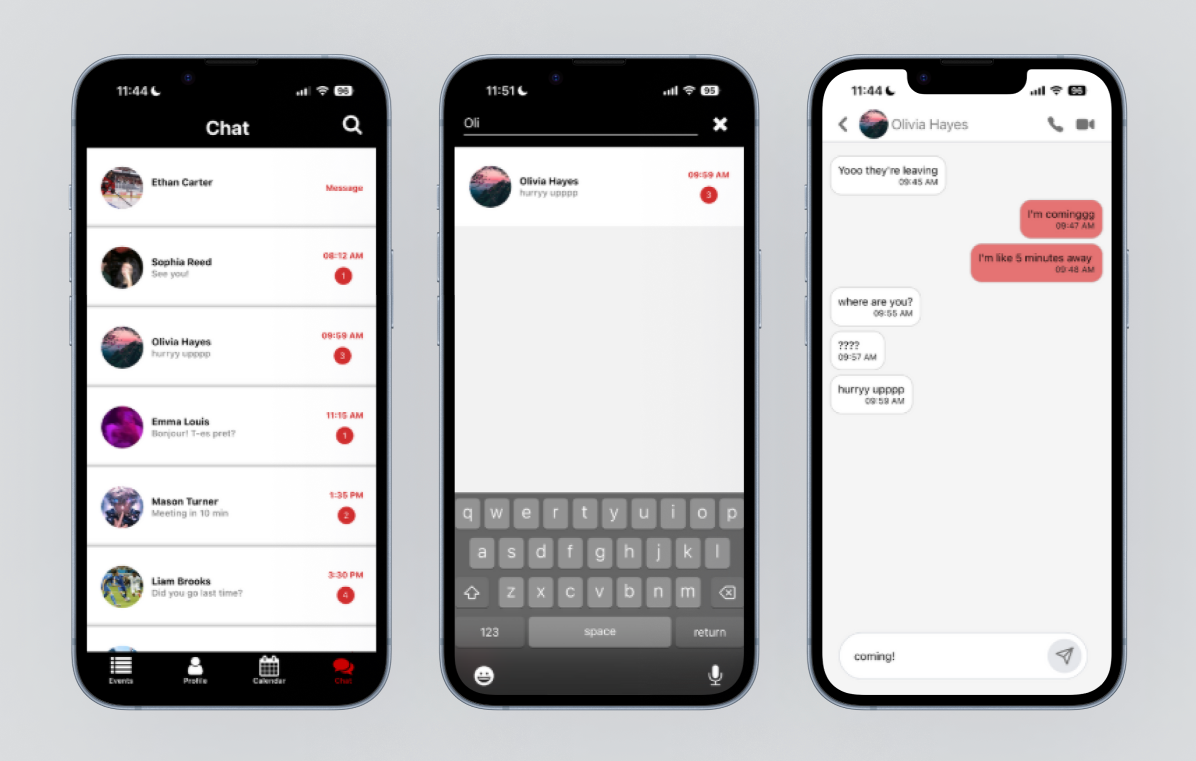 11:44
96
Chat
Ethan Carter
Message
Sophia Reed
See you!
08:12 AM
1
Olivia Hayes
hurryy upppp
09:59 AM
3
Emma Louis
Bonjour! T-es pret?
11:15 AM
1
Mason Turner
Meeting in 10 min
1:35 PM
2
Liam Brooks
Did you go last time?
3:30 PM
4
Events
Profile
Calendar
Chat
11:51
95
Oli
Olivia Hayes
hurryy upppp
09:59 AM
3
q w e r t y u i o p
a s d f g h j k l
z x c v b n m
123 space return
11:44
96
Olivia Hayes
Yooo they're leaving
09:45 AM
I'm cominggg
09:47 AM
I'm like 5 minutes away
09:48 AM
where are you?
09:55 AM
????
09:57 AM
hurryy upppp
09:59 AM
coming!